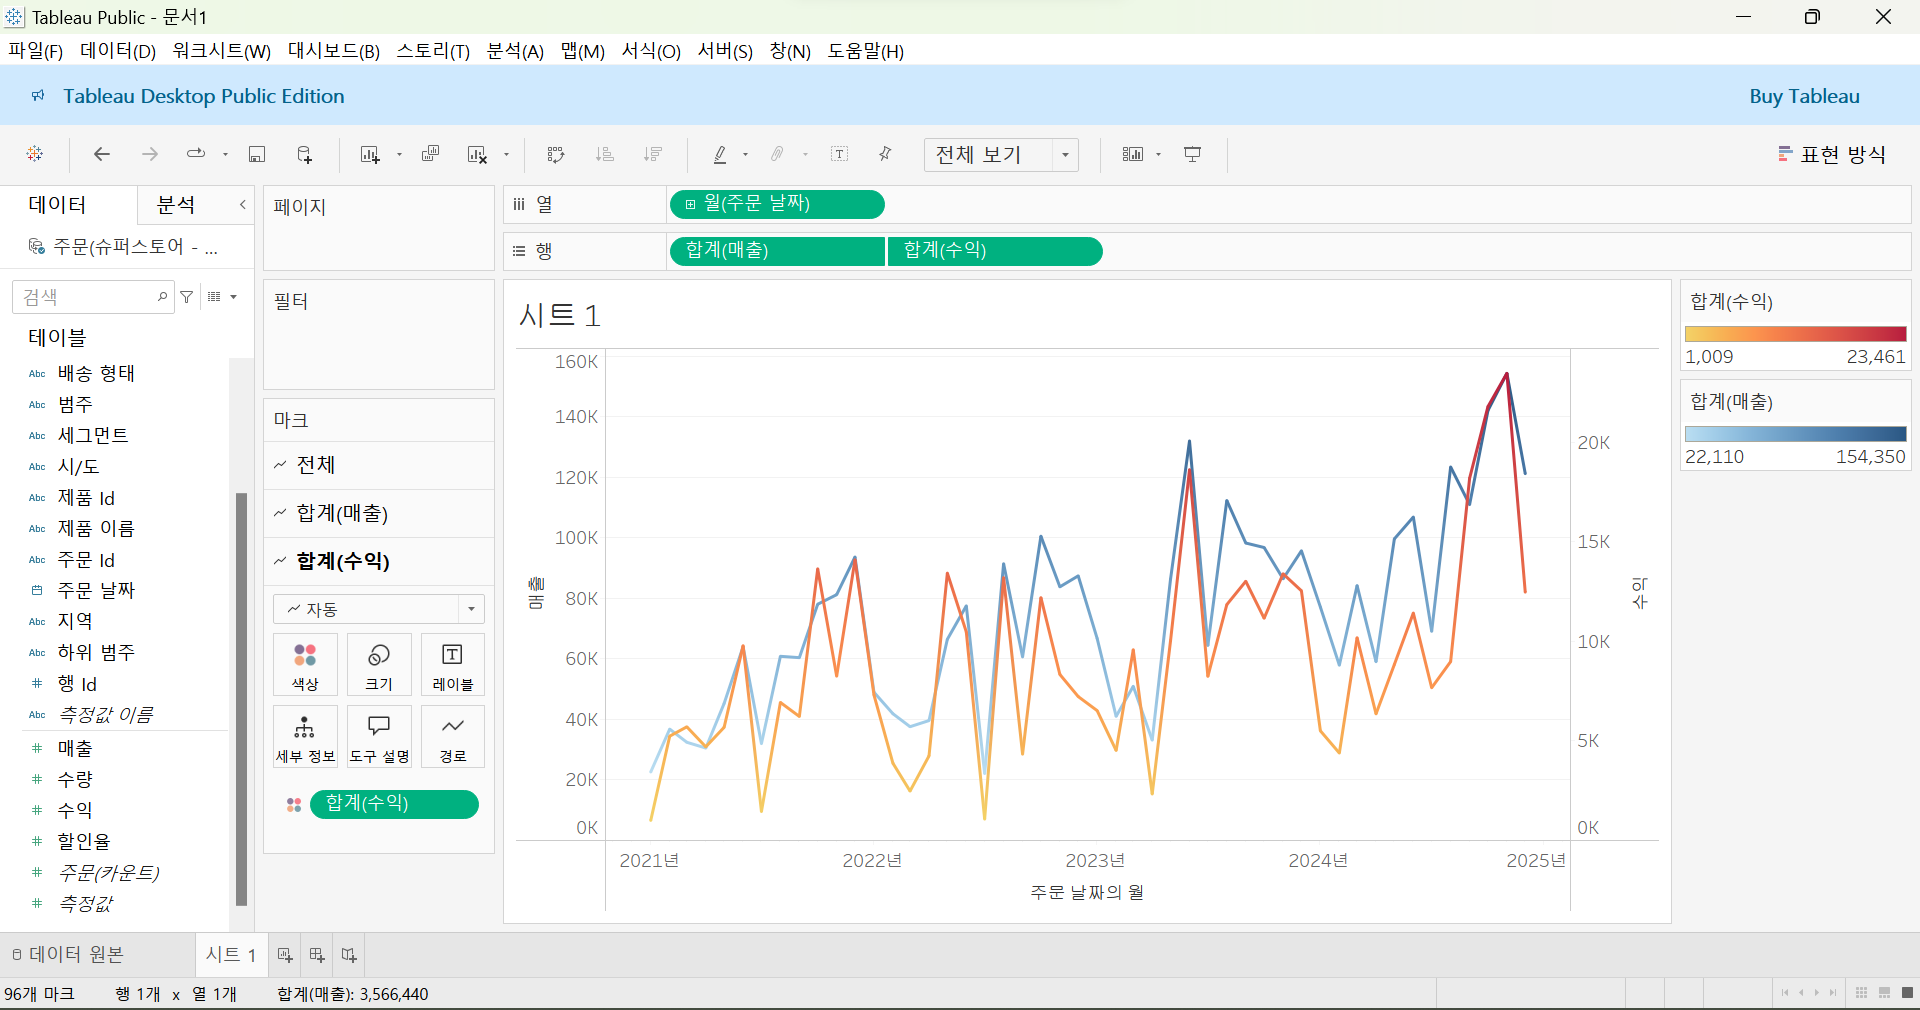 Tableau Public - 문서1
파일(F) 데이터(D) 워크시트(W) 대시보드(B) 스토리(T) 분석(A) 맵(M) 서식(O) 서버(S) 창(N) 도움말(H)
Tableau Desktop Public Edition
Buy Tableau
전체 보기
표현 방식
데이터
분석
주문(슈퍼스토어 - ...
검색
테이블
Abc 배송 형태
Abc 범주
Abc 세그먼트
Abc 시/도
Abc 제품 Id
Abc 제품 이름
Abc 주문 Id
주문 날짜
Abc 지역
Abc 하위 범주
# 행 Id
Abc 측정값 이름
# 매출
# 수량
# 수익
# 할인율
# 주문(카운트)
# 측정값
페이지
필터
마크
전체
합계(매출)
합계(수익)
자동
색상
크기
레이블
세부 정보
도구 설명
경로
합계(수익)
열
월(주문 날짜)
행
합계(매출)
합계(수익)
시트 1
160K
140K
120K
100K
80K
60K
40K
20K
0K
매출
20K
15K
10K
5K
0K
수익
2021년
2022년
2023년
2024년
2025년
주문 날짜의 월
합계(수익)
1,009
23,461
합계(매출)
22,110
154,350
데이터 원본
시트 1
96개 마크
행 1개 x 열 1개
합계(매출): 3,566,440